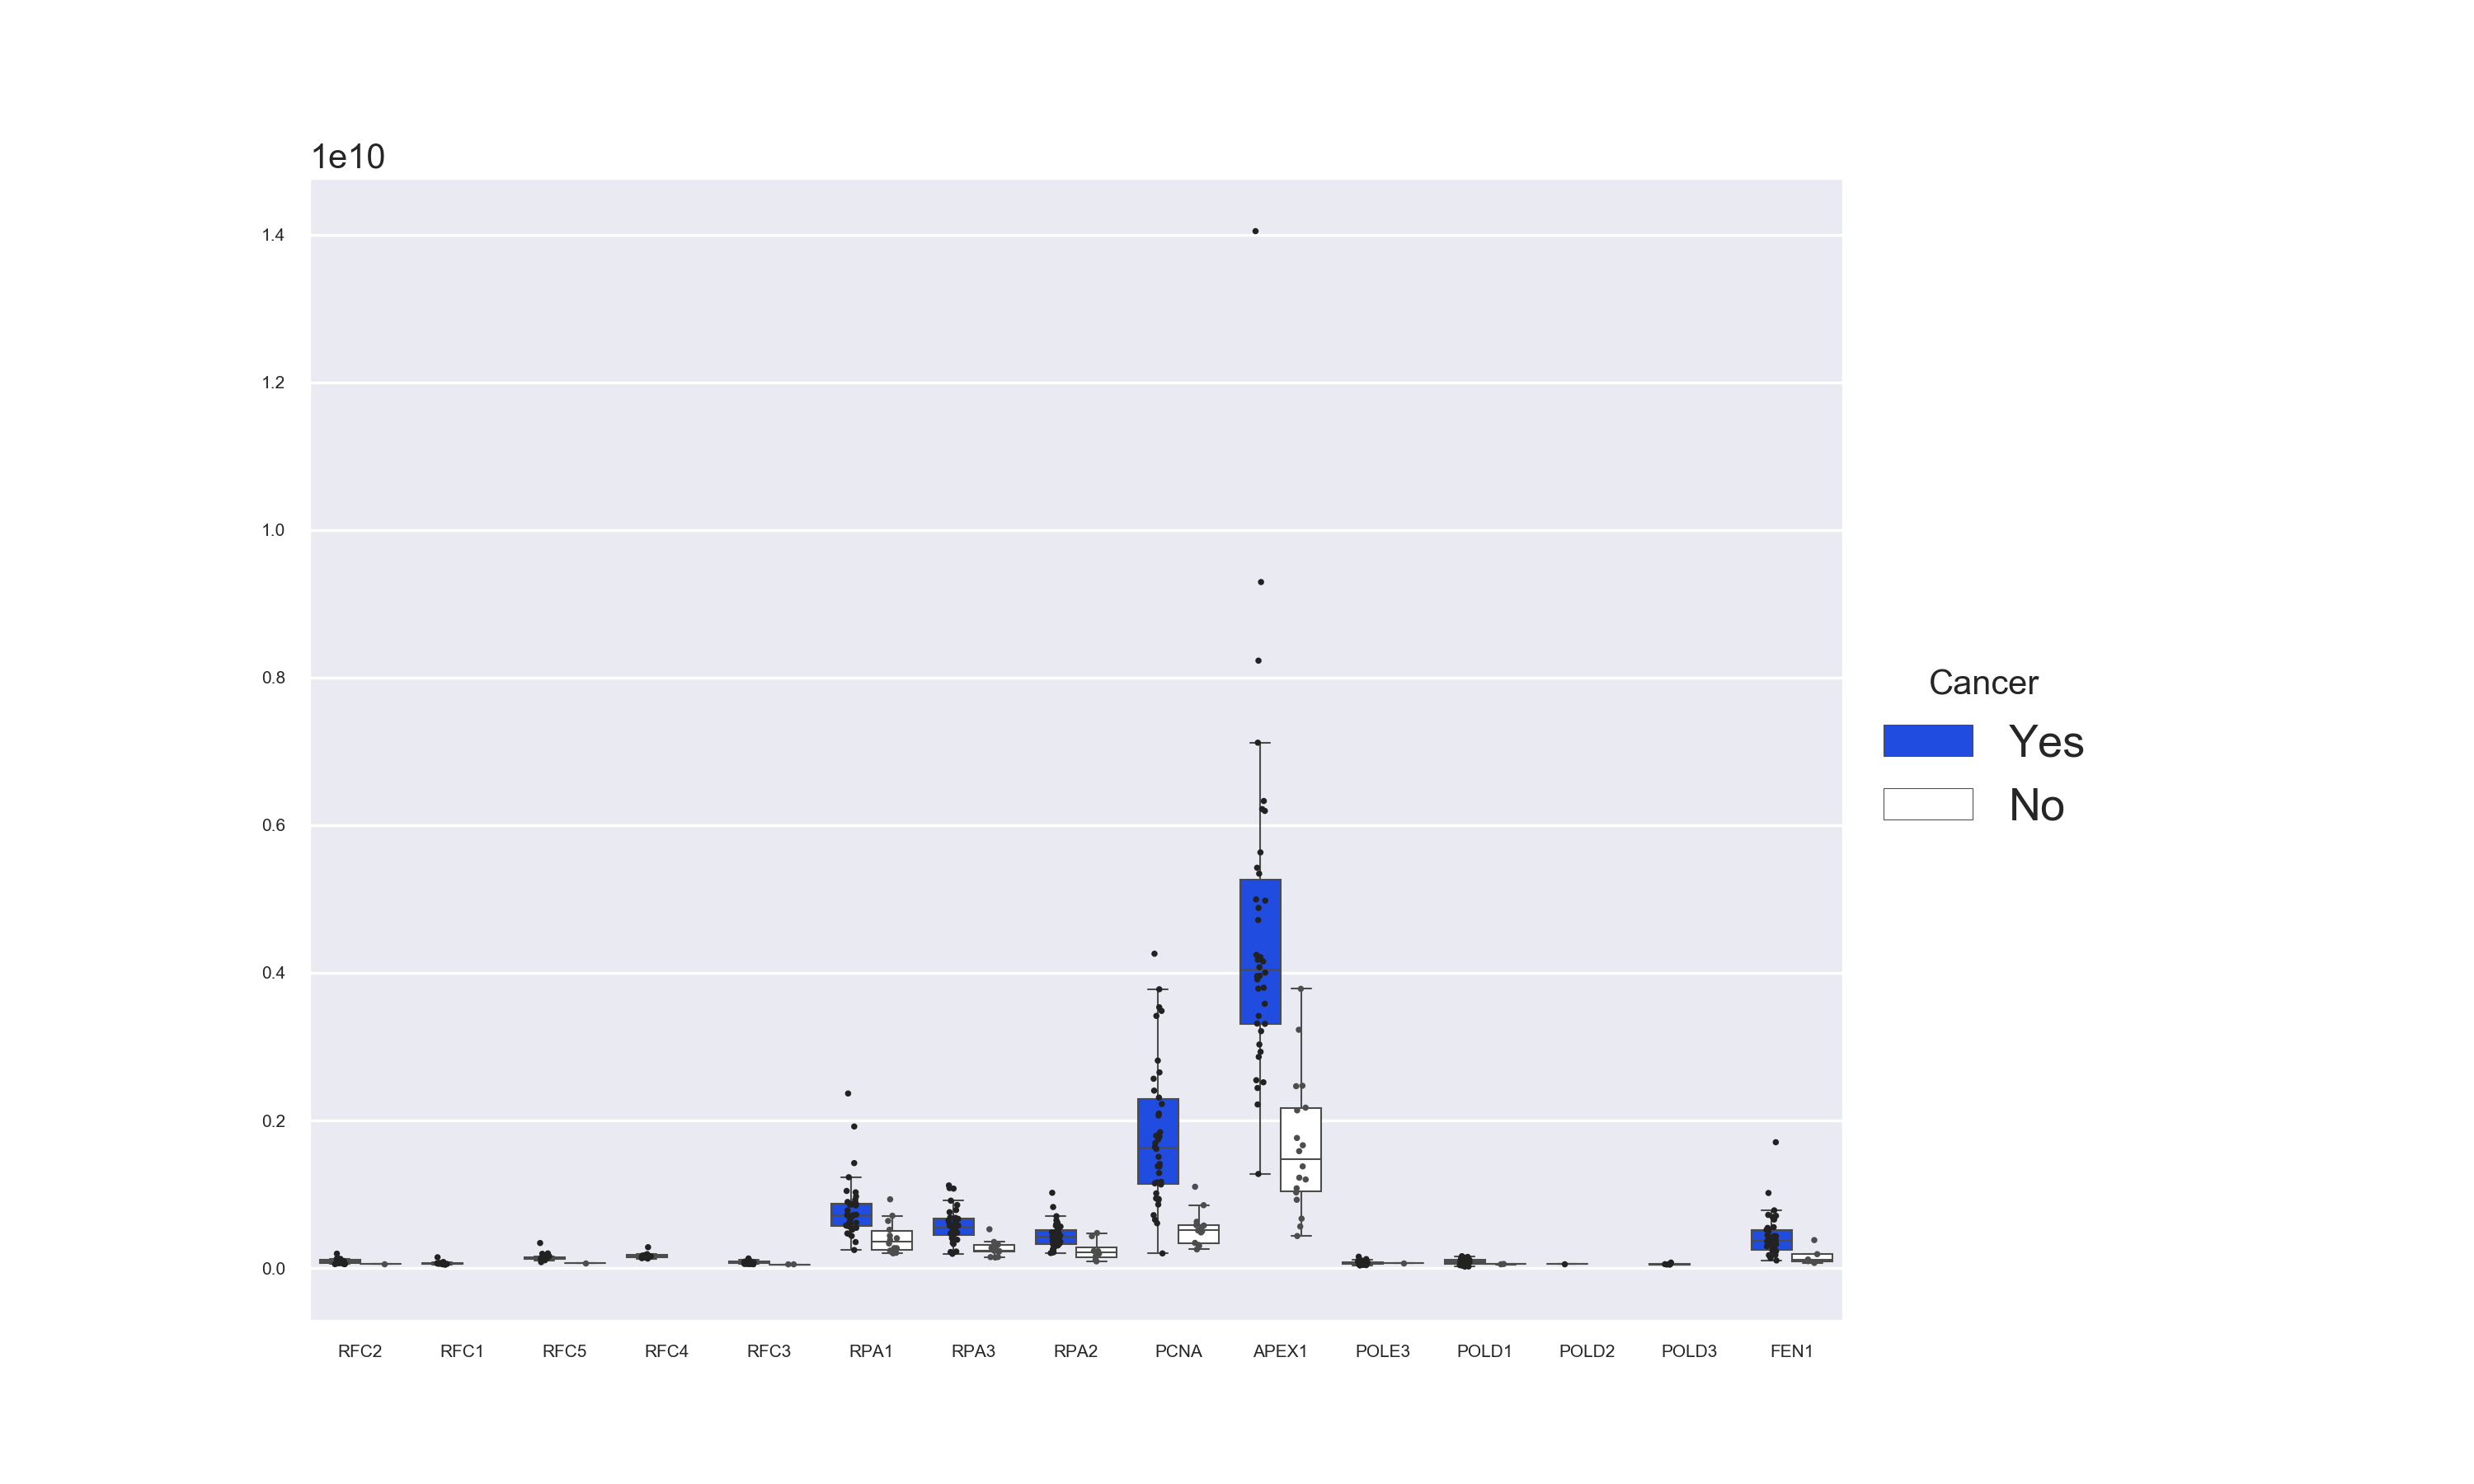 1e10
1.4
1.2
1.0
0.8
0.6
0.4
0.2
0.0
RFC2 RFC1 RFC5 RFC4 RFC3 RPA1 RPA3 RPA2 PCNA APEX1 POLE3 POLD1 POLD2 POLD3 FEN1
Cancer
Yes
No